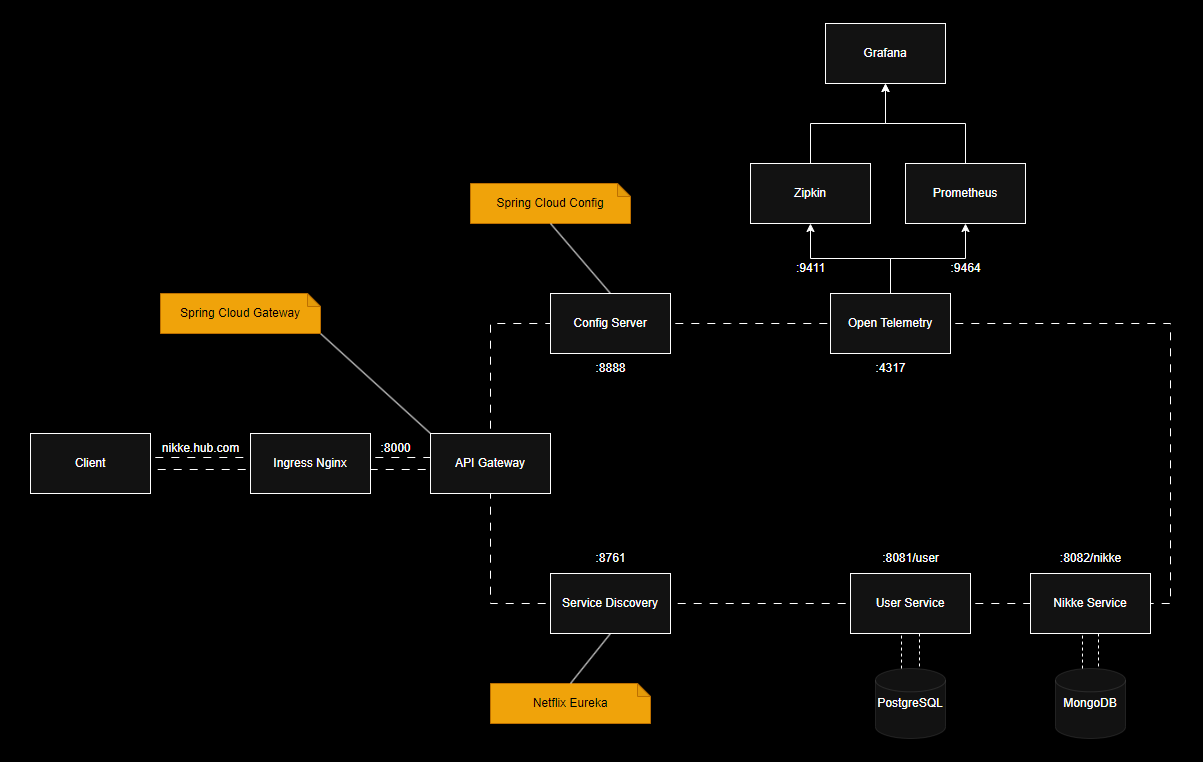 Grafana
Zipkin
Prometheus
Spring Cloud Config
:9411
:9464
Spring Cloud Gateway
Config Server
Open Telemetry
:8888
:4317
nikke.hub.com
:8000
Client
Ingress Nginx
API Gateway
:8761
:8081/user
:8082/nikke
Service Discovery
User Service
Nikke Service
Netflix Eureka
PostgreSQL
MongoDB